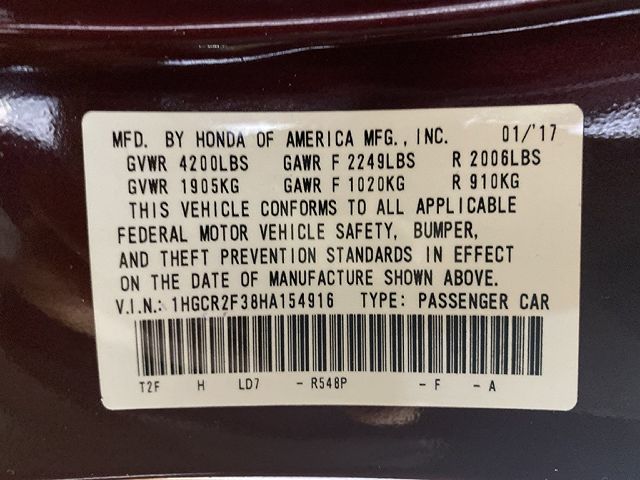 MFD. BY HONDA OF AMERICA MFG., INC. 01/'17
GVWR 4200LBS GAWR F 2249LBS R 2006LBS
GVWR 1905KG GAWR F 1020KG R 910KG
THIS VEHICLE CONFORMS TO ALL APPLICABLE
FEDERAL MOTOR VEHICLE SAFETY, BUMPER,
AND THEFT PREVENTION STANDARDS IN EFFECT
ON THE DATE OF MANUFACTURE SHOWN ABOVE.
V.I.N.: 1HGCR2F38HA154916 TYPE: PASSENGER CAR
T2F H LD7 - R548P - F - A